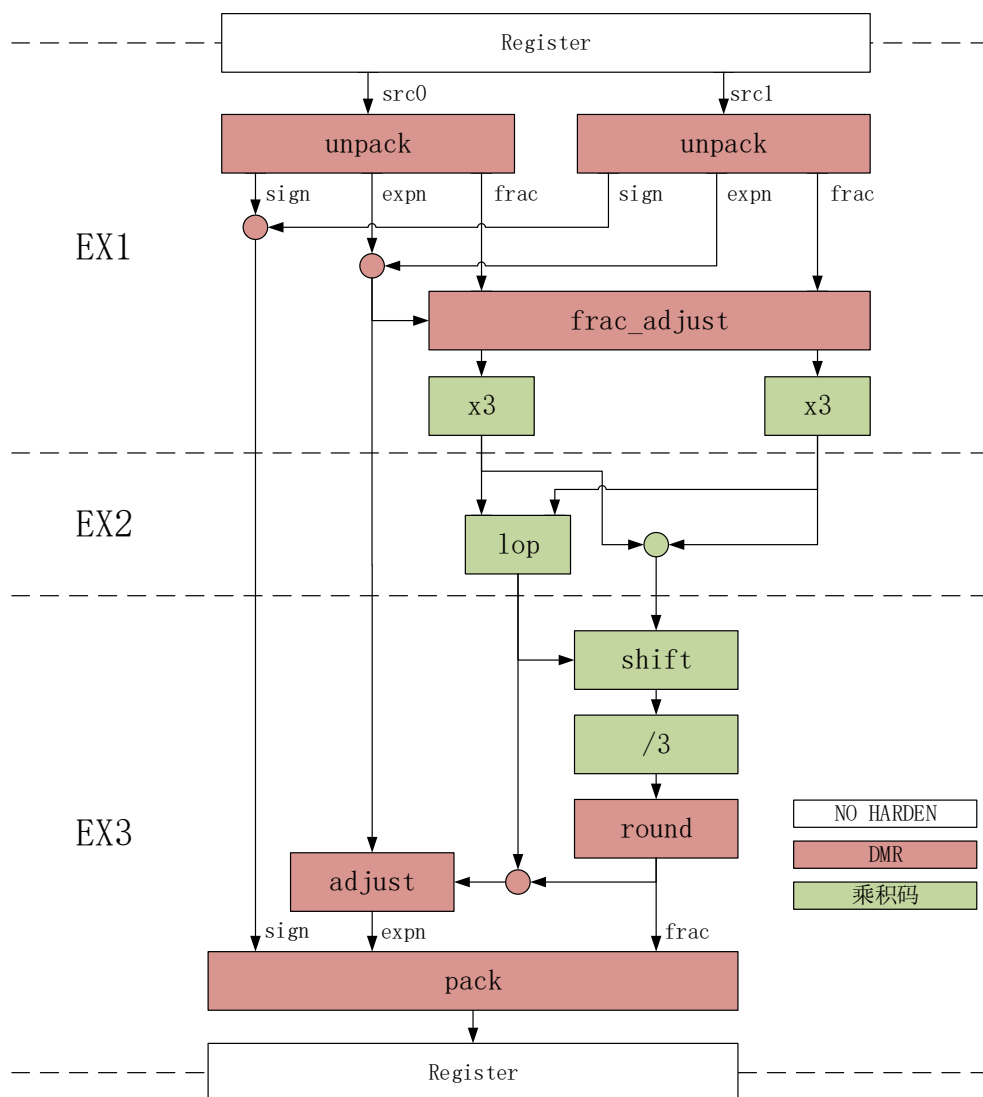 Register
src0
src1
unpack
unpack
sign
expn
frac
sign
expn
frac
EX1
frac_adjust
x3
x3
EX2
lop
shift
/3
EX3
round
adjust
NO HARDEN
DMR
乘积码
sign
expn
frac
pack
Register